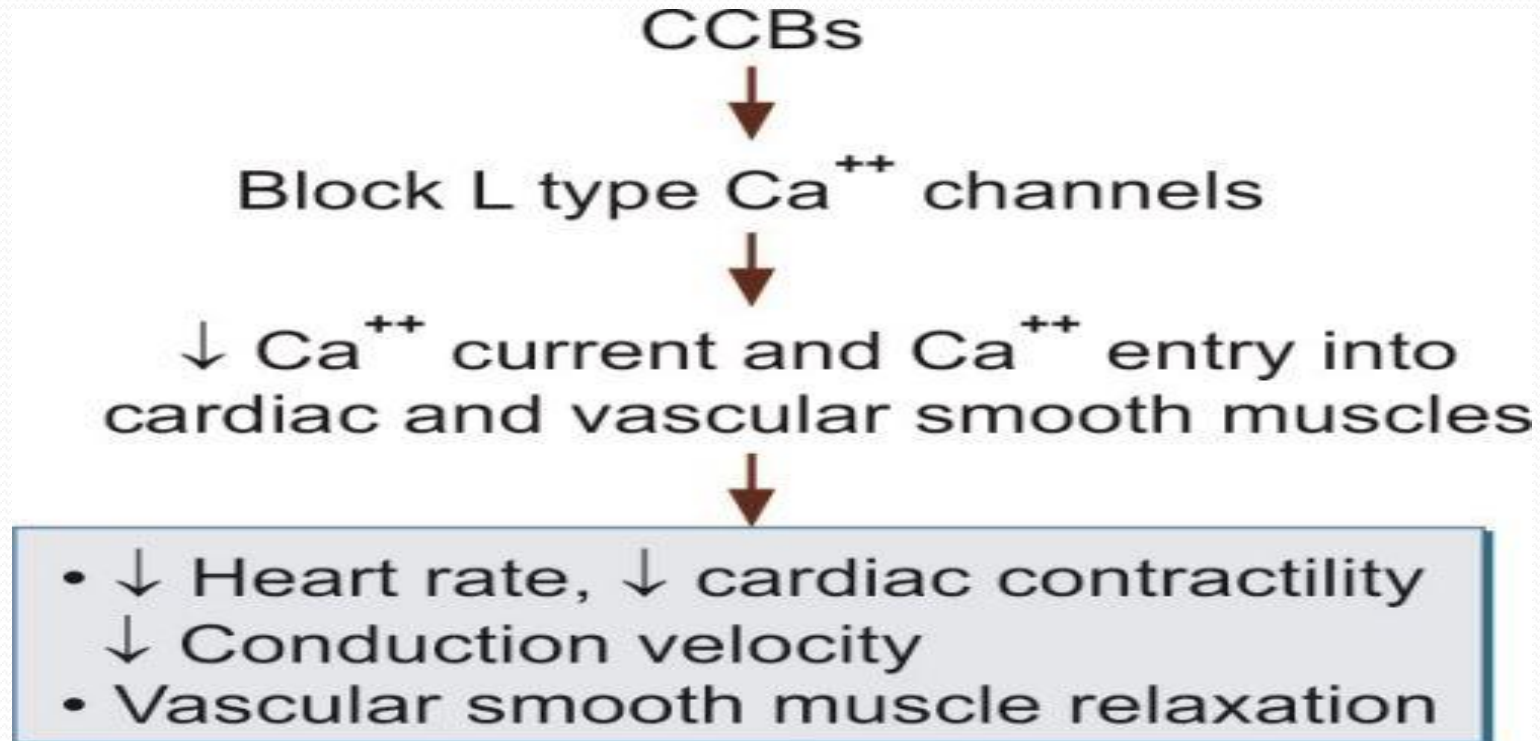 CCBs
Block L type Ca⁺⁺ channels
↓ Ca⁺⁺ current and Ca⁺⁺ entry into
cardiac and vascular smooth muscles
• ↓ Heart rate, ↓ cardiac contractility
↓ Conduction velocity
• Vascular smooth muscle relaxation